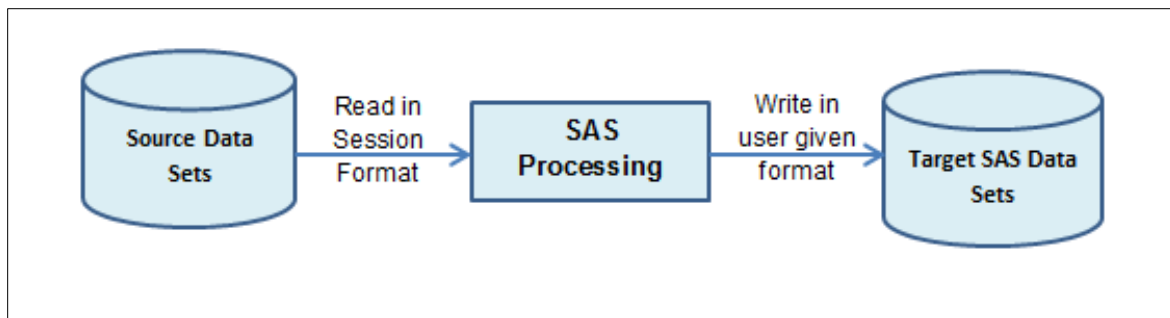 Source Data
Sets
Read in
Session
Format
SAS
Processing
Write in
user given
format
Target SAS Data
Sets